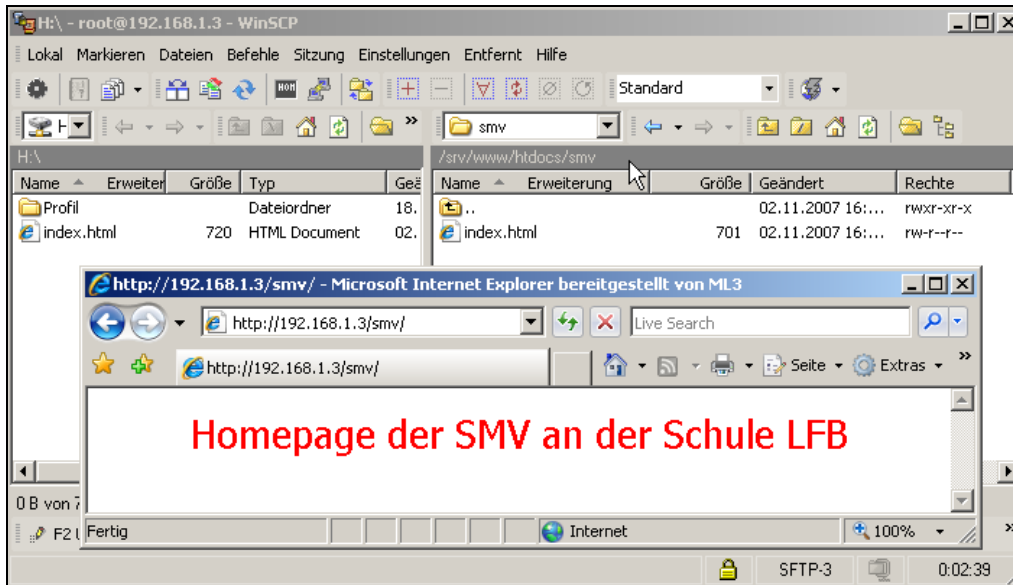 H:\ - root@192.168.1.3 - WinSCP
Lokal Markieren Dateien Befehle Sitzung Einstellungen Entfernt Hilfe
Standard
smv
H:\ /srv/www/htdocs/smv
Name Erweiter Größe Typ Geä Name Erweiterung Größe Geändert Rechte
Profil Dateiordner 18. .. 02.11.2007 16:... rwxr-xr-x
index.html 720 HTML Document 02. index.html 701 02.11.2007 16:... rw-r--r--
http://192.168.1.3/smv/ - Microsoft Internet Explorer bereitgestellt von ML3
http://192.168.1.3/smv/ Live Search
http://192.168.1.3/smv/ Seite Extras
Homepage der SMV an der Schule LFB
0 B von 7
F2 Fertig Internet 100%
SFTP-3 0:02:39